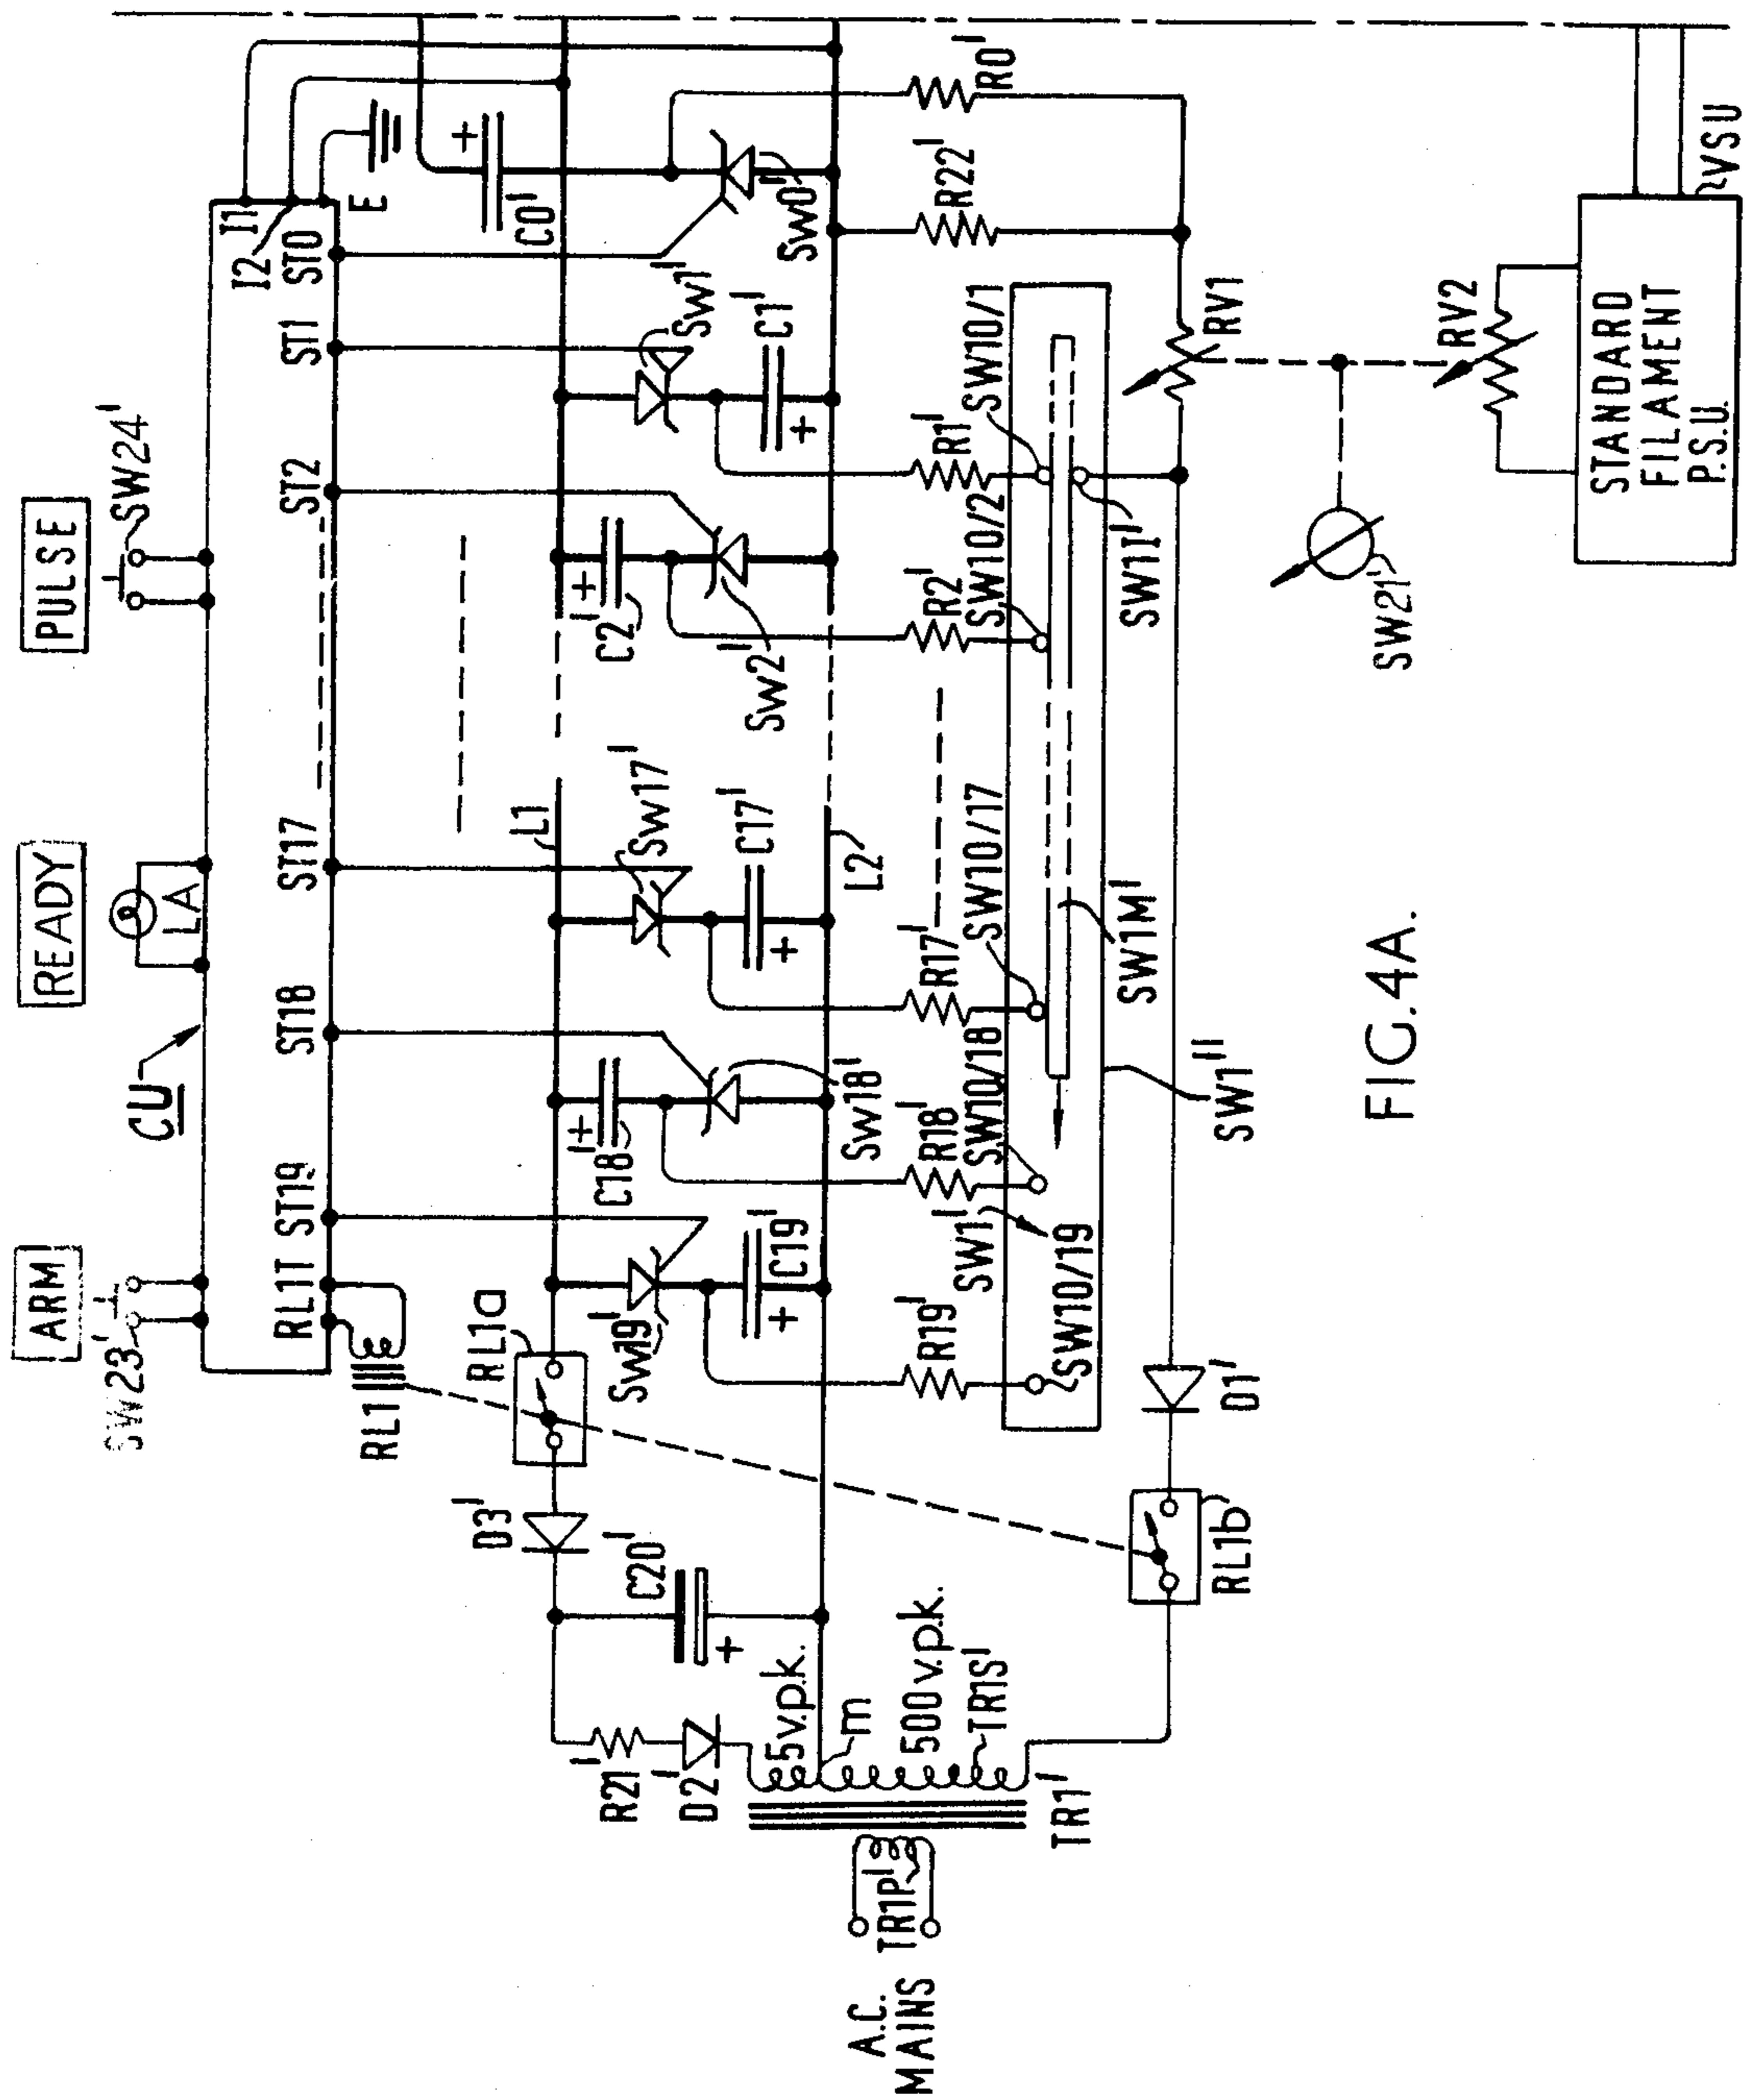 ARM
READY
PULSE
SW23'
LA
SW24'
CU
RL1
RL1T
ST19
ST18
ST17
ST2
ST1
ST0
I2
I1
E
D3'
RL1a
L1
C20'
SW19'
C19'
C18'
SW18'
SW17'
C17'
L2
C2'
SW2'
SW1'
C1'
C0'
SW0'
R21'
D2'
5v.p.k.
m
500v.p.k.
TR1S'
TR1'
TR1P'
A.C.
MAINS
R19'
R18'
R17'
R2'
R1'
R22'
R0'
SW1'
SW10/19
SW10/18
SW10/17
SW10/2
SW10/1
SW1M'
SW1I'
SW1''
RL1b
D1'
RV1
RV2
SW21'
STANDARD
FILAMENT
P.S.U.
VSU
FIG.4A.